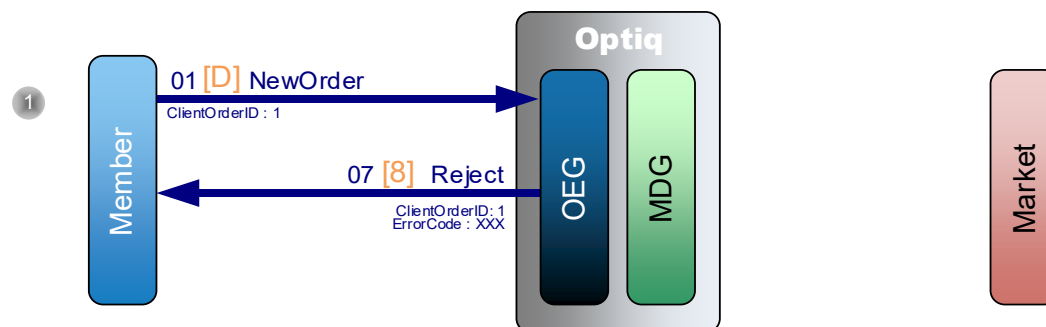 Optiq
01 [D] NewOrder
1
ClientOrderID : 1
Member
07 [8] Reject
ClientOrderID: 1
ErrorCode : XXX
OEG
MDG
Market